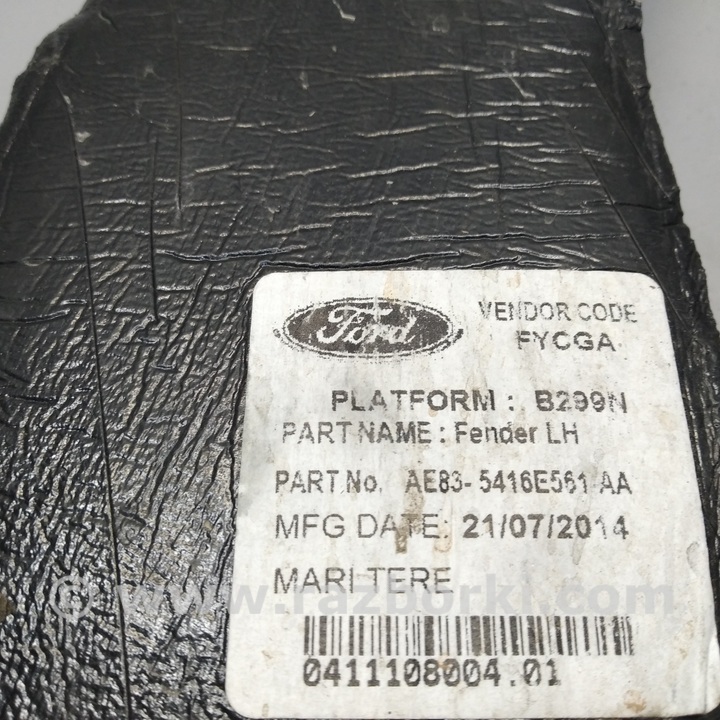 Ford
VENDOR CODE
FYCGA
PLATFORM : B299N
PART NAME : Fender LH
PART No. AE83-5416E561-AA
MFG DATE: 21/07/2014
MARI TERE
© www.razborki.com
0411108004.01